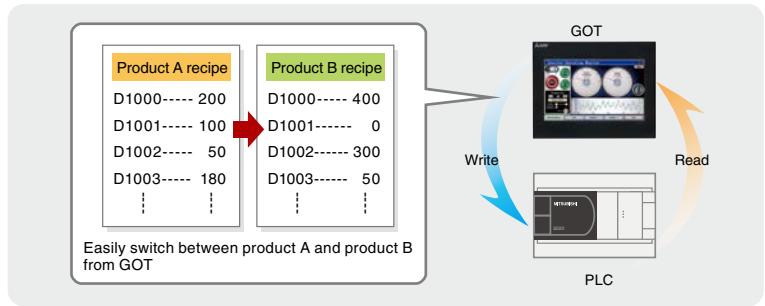 Product A recipe
D1000----- 200
D1001----- 100
D1002----- 50
D1003----- 180
Product B recipe
D1000----- 400
D1001------ 0
D1002----- 300
D1003------ 50
Easily switch between product A and product B
from GOT
GOT
Write
Read
MITSUBISHI
PLC